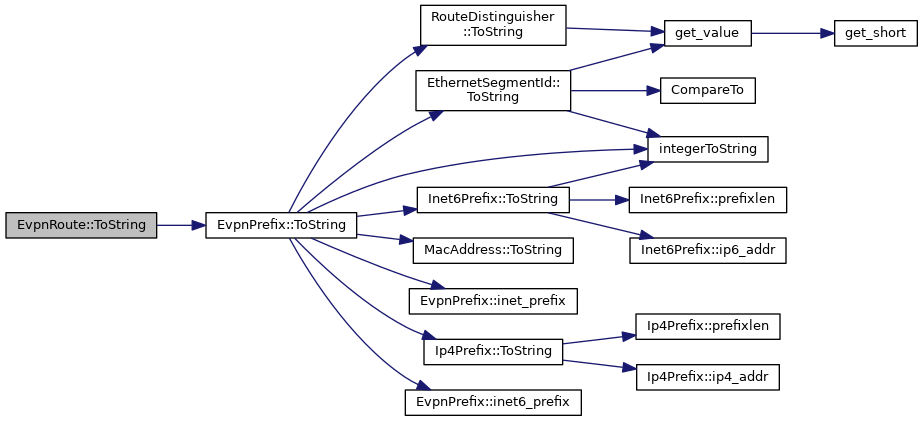 EvpnRoute::ToString
EvpnPrefix::ToString
RouteDistinguisher
::ToString
EthernetSegmentId::
ToString
Inet6Prefix::ToString
MacAddress::ToString
EvpnPrefix::inet_prefix
Ip4Prefix::ToString
EvpnPrefix::inet6_prefix
get_value
CompareTo
integerToString
Inet6Prefix::prefixlen
Inet6Prefix::ip6_addr
Ip4Prefix::prefixlen
Ip4Prefix::ip4_addr
get_short